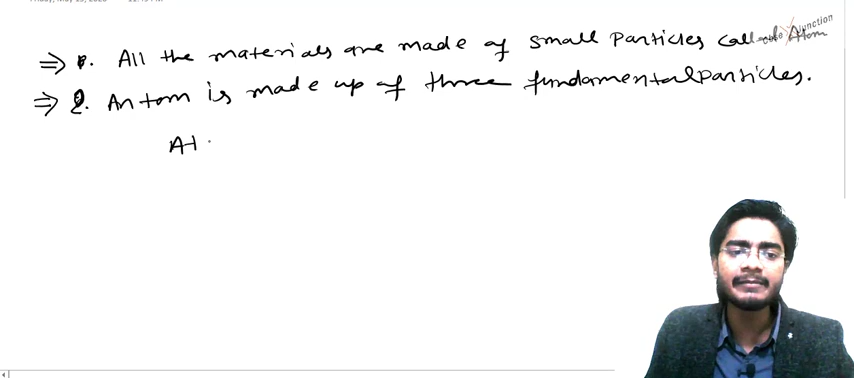 ⇒ 1. All the materials are made of small Particles called Atom
⇒ 2. An tom is made up of three fundamental Particles.
At